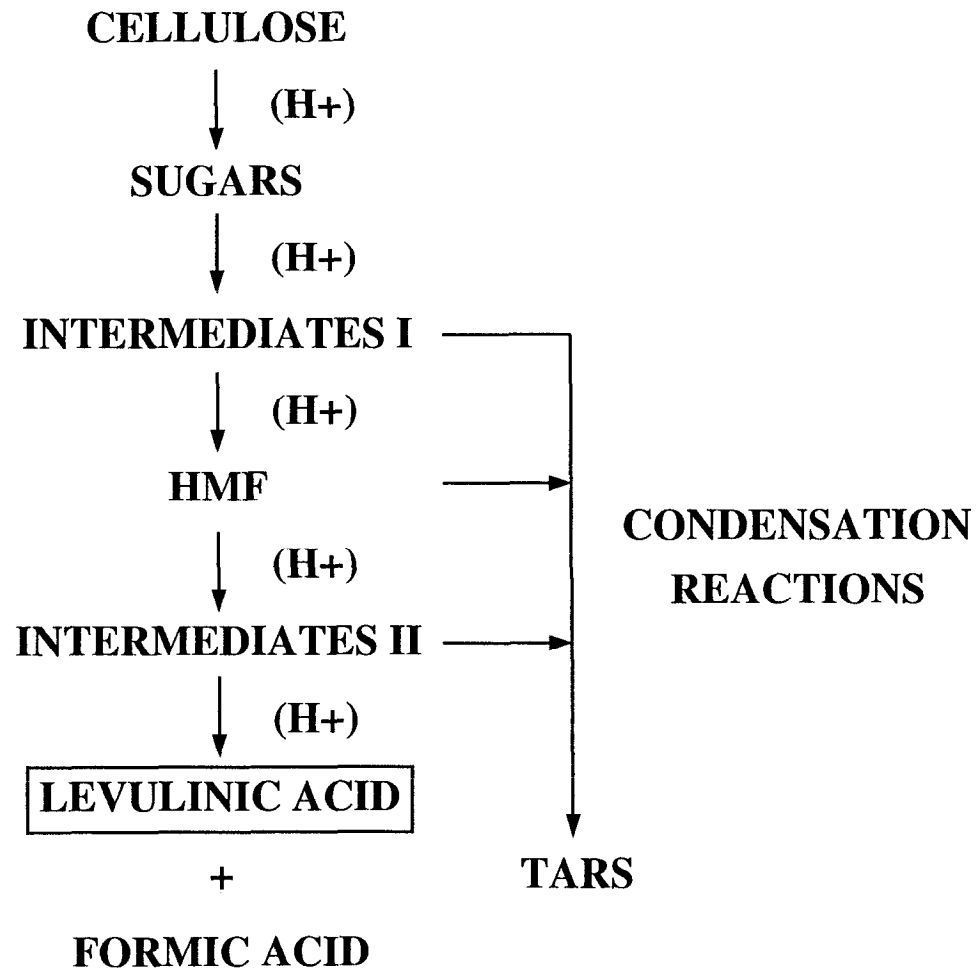 CELLULOSE
(H+)
SUGARS
(H+)
INTERMEDIATES I
(H+)
HMF
CONDENSATION
REACTIONS
(H+)
INTERMEDIATES II
(H+)
LEVULINIC ACID
+
TARS
FORMIC ACID